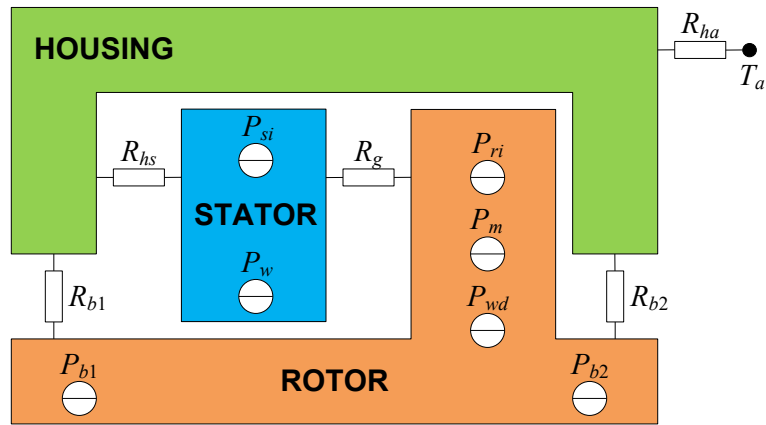 HOUSING
R_ha
T_a
P_si
R_hs
R_g
P_ri
STATOR
P_m
P_w
R_b1
P_wd
R_b2
P_b1
ROTOR
P_b2